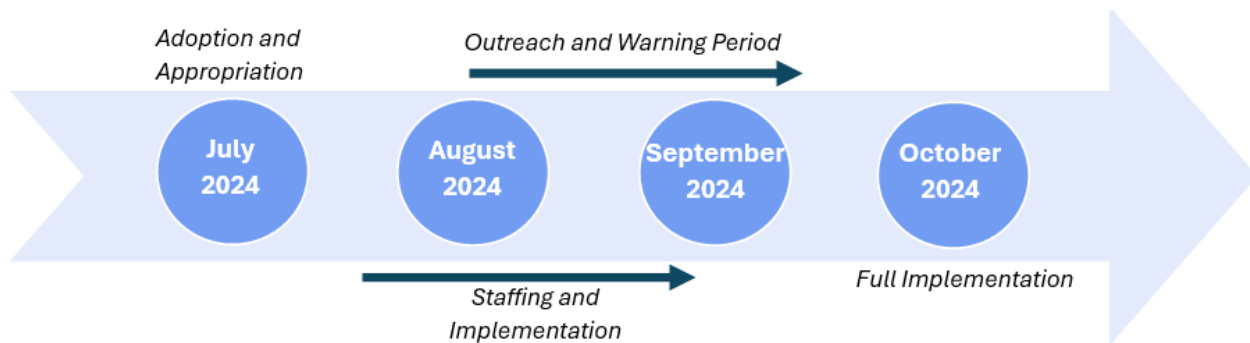 Adoption and
Appropriation
Outreach and Warning Period
July
2024
August
2024
September
2024
October
2024
Staffing and
Implementation
Full Implementation